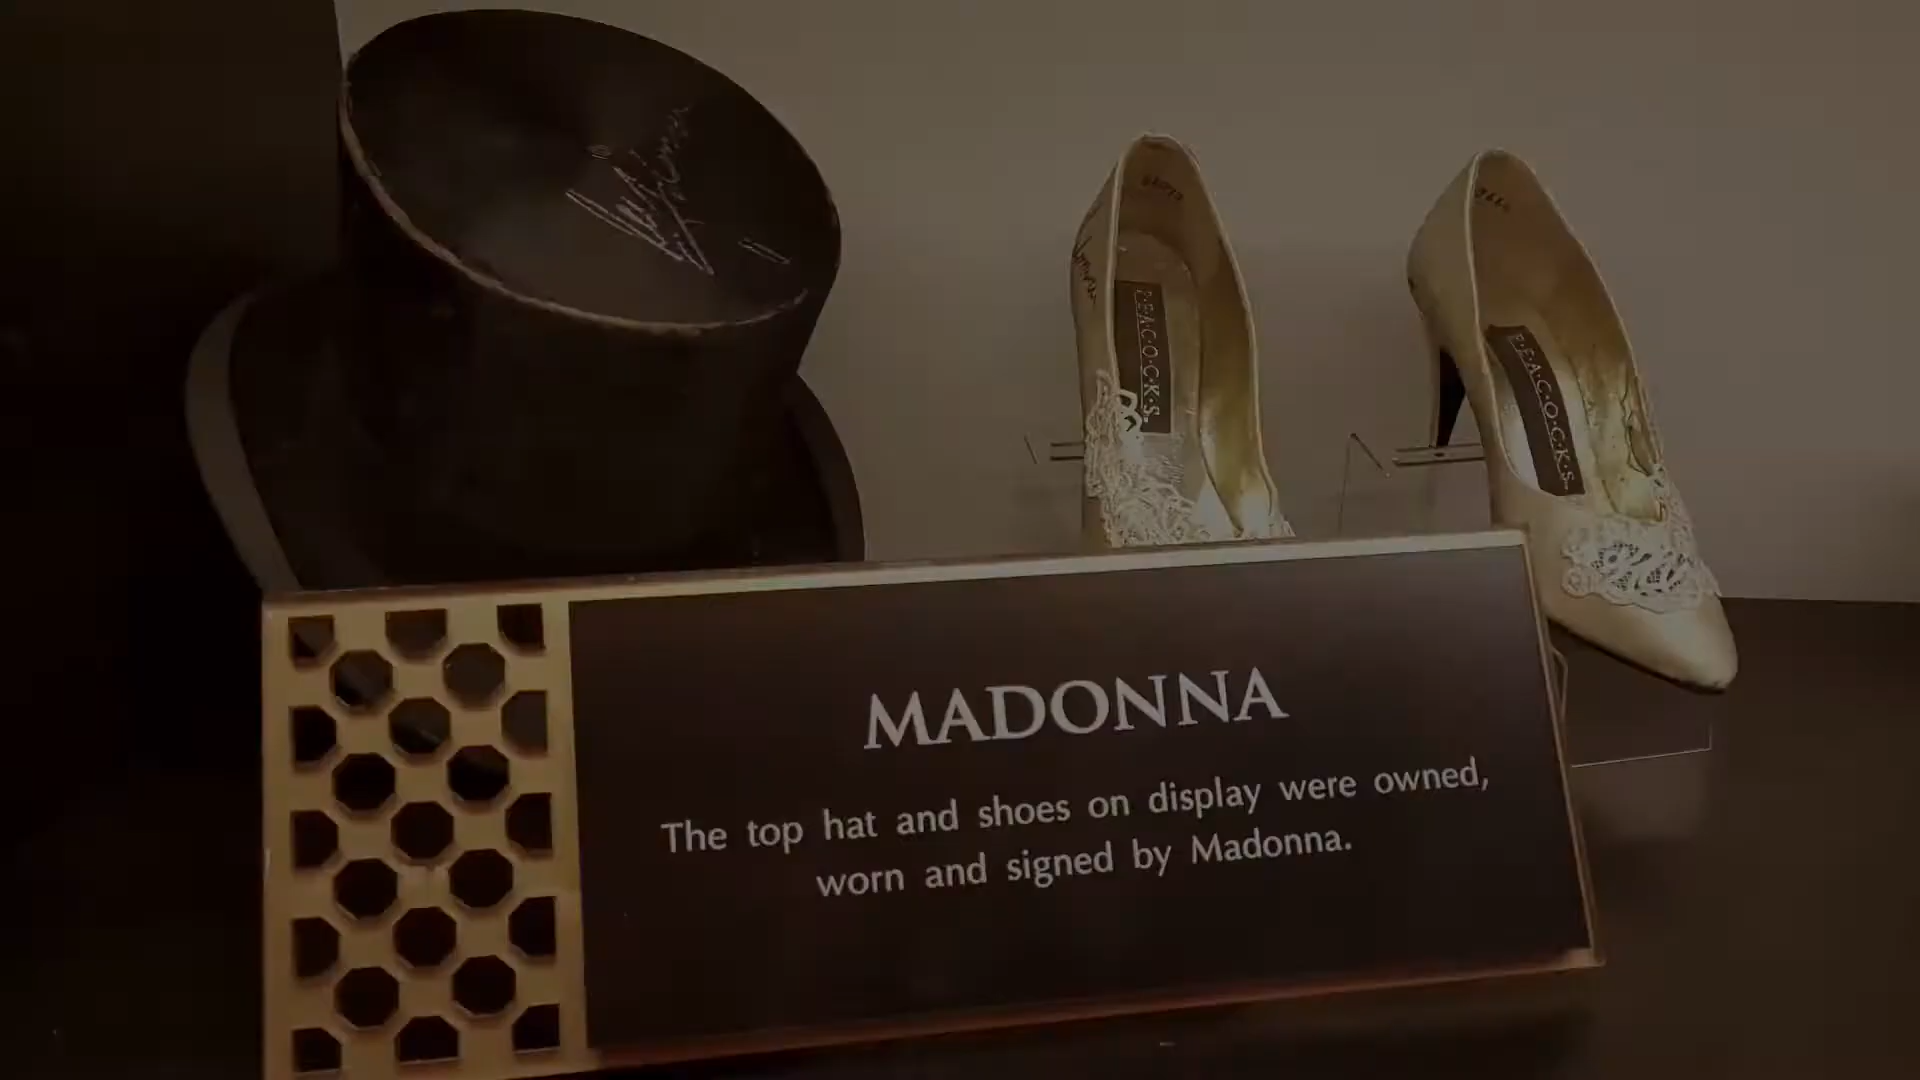 P·E·A·C·O·C·K·S
P·E·A·C·O·C·K·S
MADONNA
The top hat and shoes on display were owned,
worn and signed by Madonna.